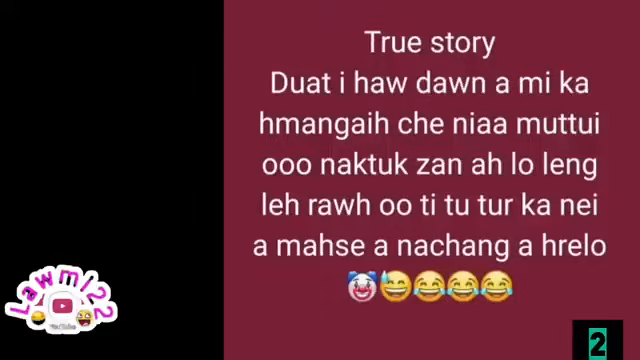 True story
Duat i haw dawn a mi ka
hmangaih che niaa muttui
ooo naktuk zan ah lo leng
leh rawh oo ti tu tur ka nei
a mahse a nachang a hrelo
🤡😅😂😂😂
Lawmi22
YouTube
2